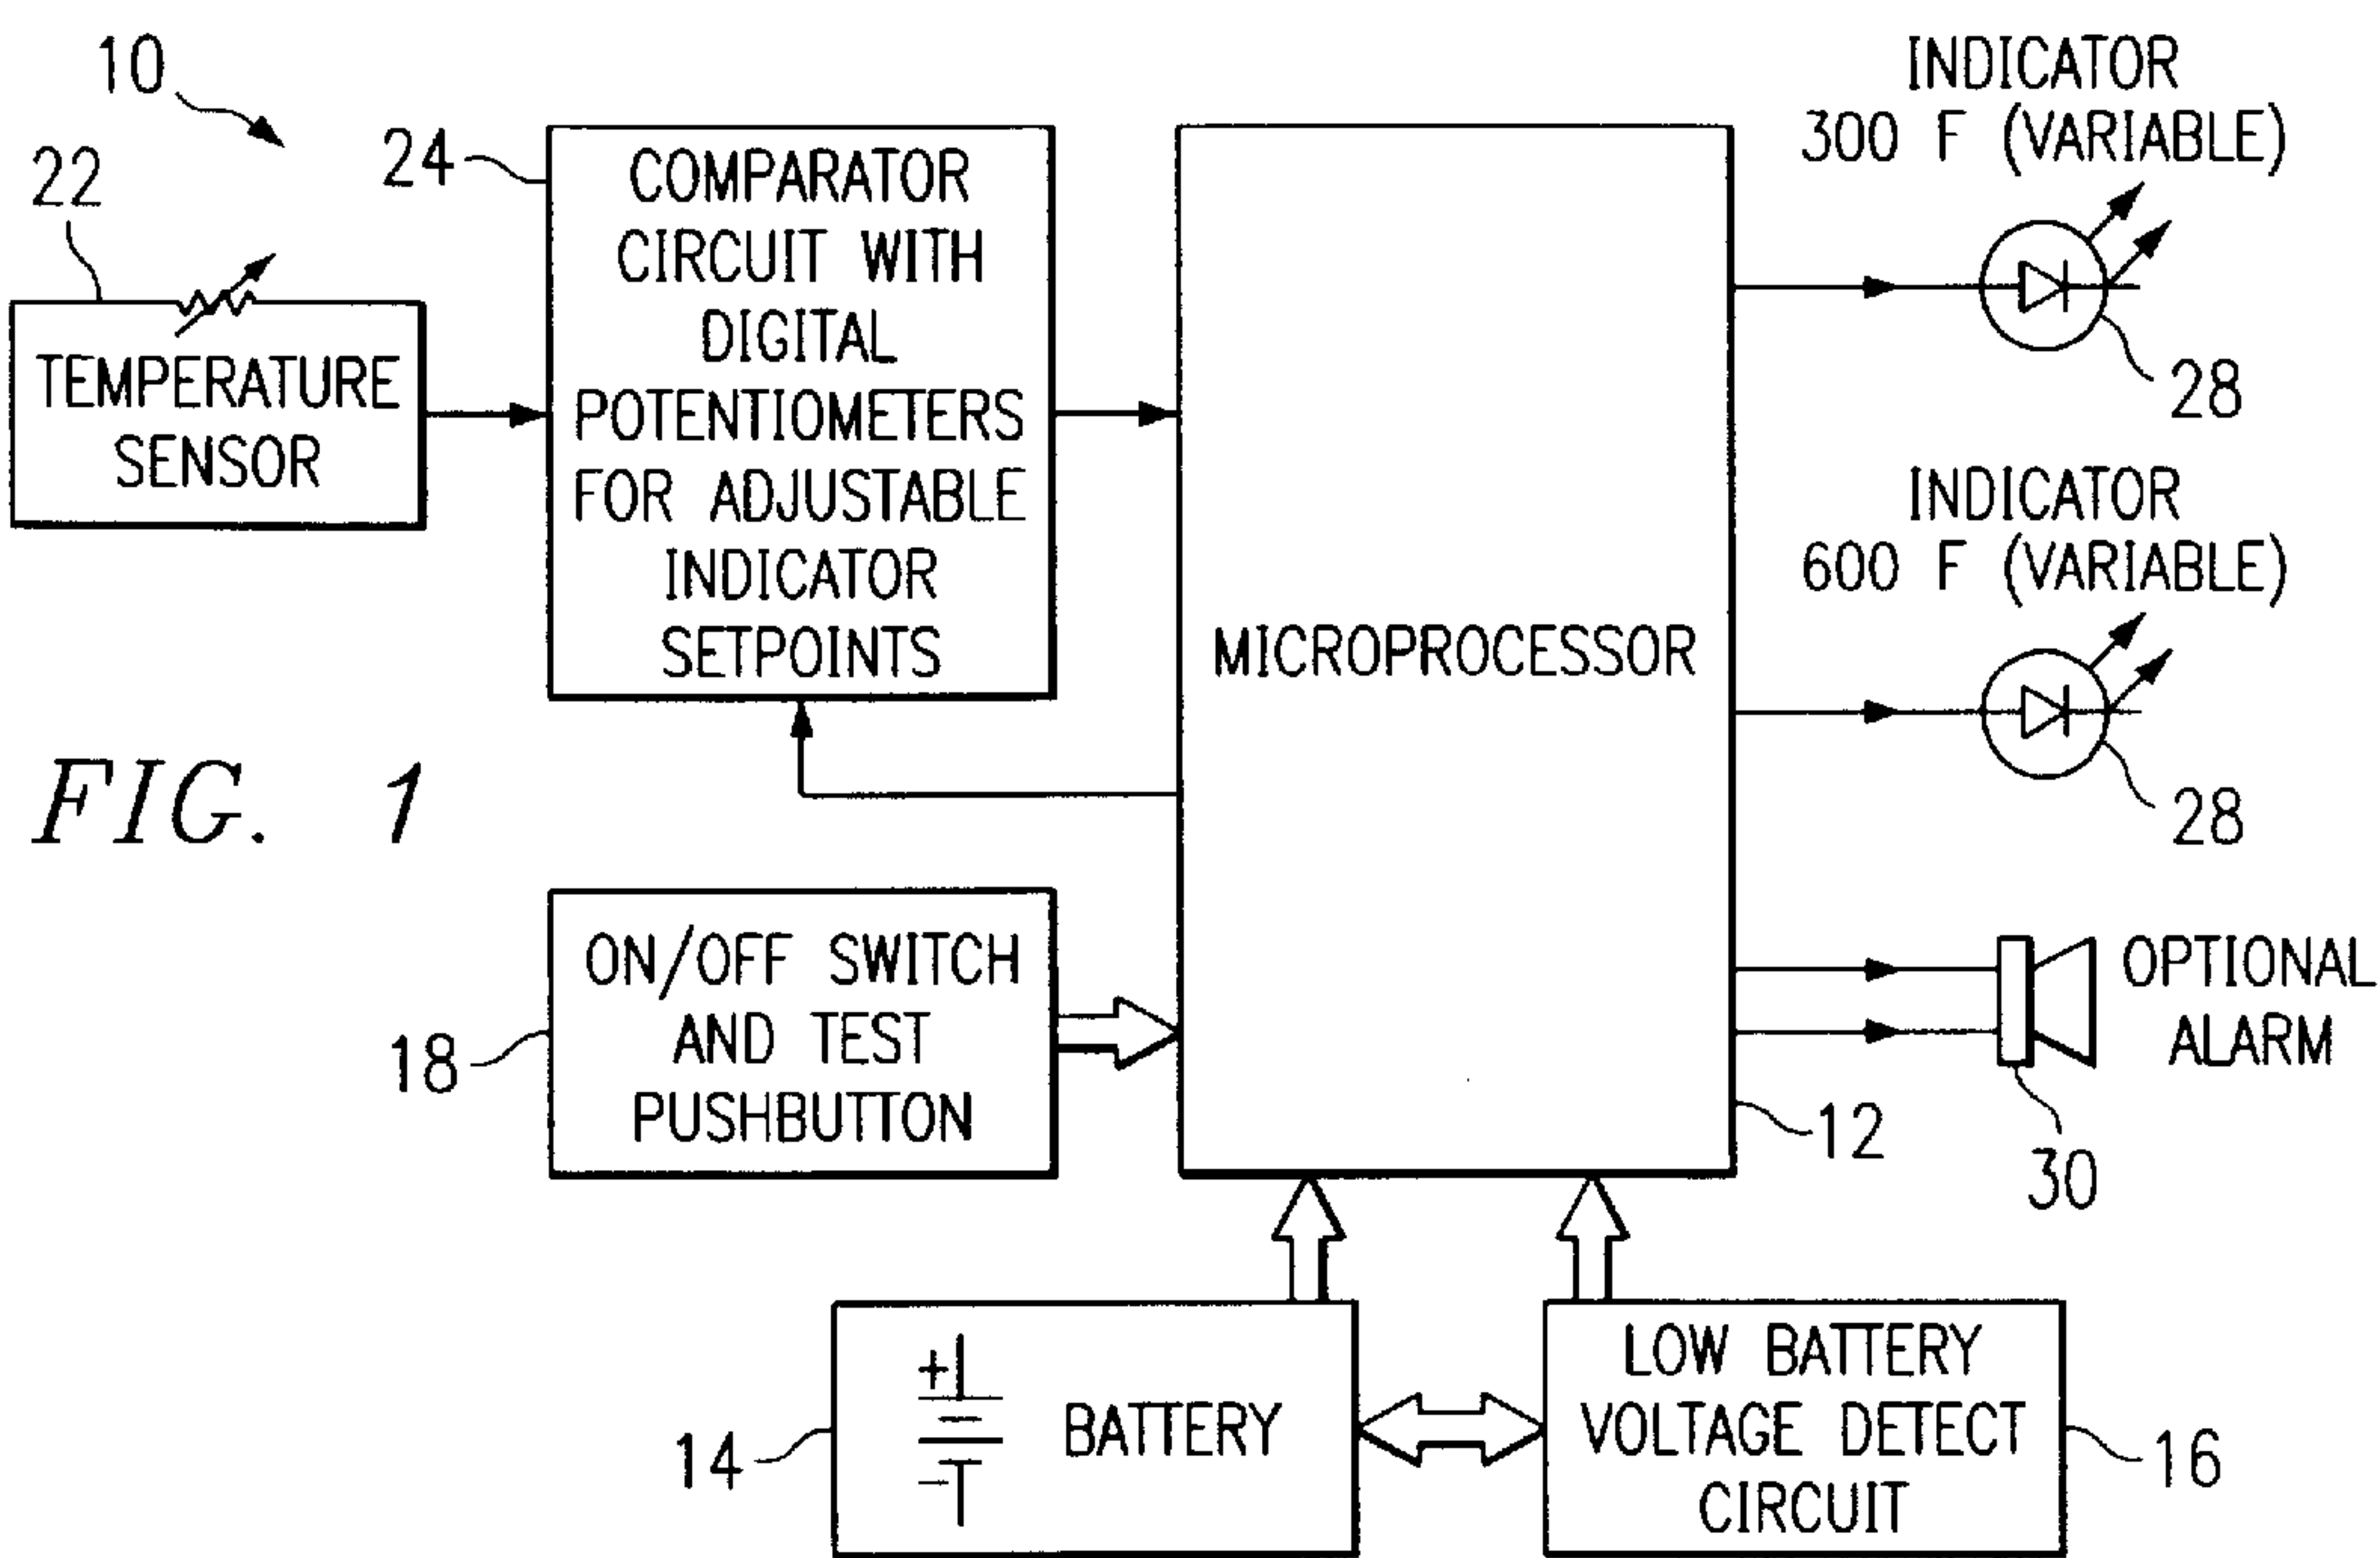 10
22
TEMPERATURE
SENSOR
24
COMPARATOR
CIRCUIT WITH
DIGITAL
POTENTIOMETERS
FOR ADJUSTABLE
INDICATOR
SETPOINTS
MICROPROCESSOR
12
INDICATOR
300 F (VARIABLE)
28
INDICATOR
600 F (VARIABLE)
28
OPTIONAL
ALARM
30
FIG. 1
18
ON/OFF SWITCH
AND TEST
PUSHBUTTON
14
+
−
BATTERY
LOW BATTERY
VOLTAGE DETECT
CIRCUIT
16